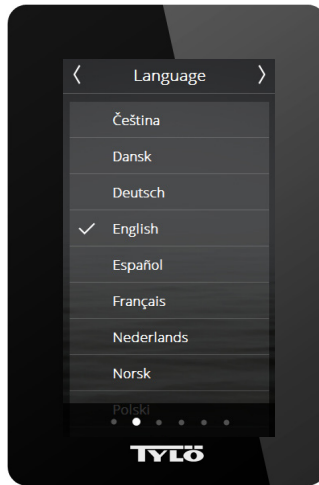 Language
Čeština
Dansk
Deutsch
English
Español
Français
Nederlands
Norsk
Polski
TYLÖ